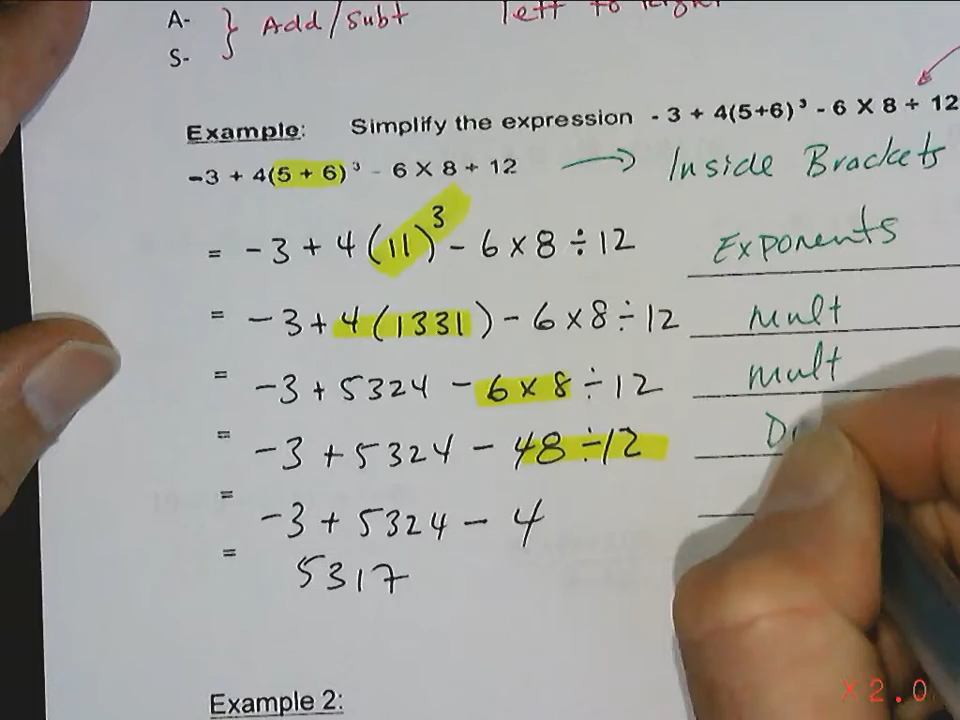 A- } Add/Subt left to right
S-
Example: Simplify the expression - 3 + 4(5+6)³ - 6 X 8 ÷ 12
-3 + 4(5 + 6)³ - 6 X 8 ÷ 12 → Inside Brackets
= -3 + 4(11)³ - 6 × 8 ÷ 12 Exponents
= -3 + 4(1331) - 6 × 8 ÷ 12 mult
= -3 + 5324 - 6 × 8 ÷ 12 mult
= -3 + 5324 - 48 ÷ 12
= -3 + 5324 - 4
= 5317
Example 2:
X2.0